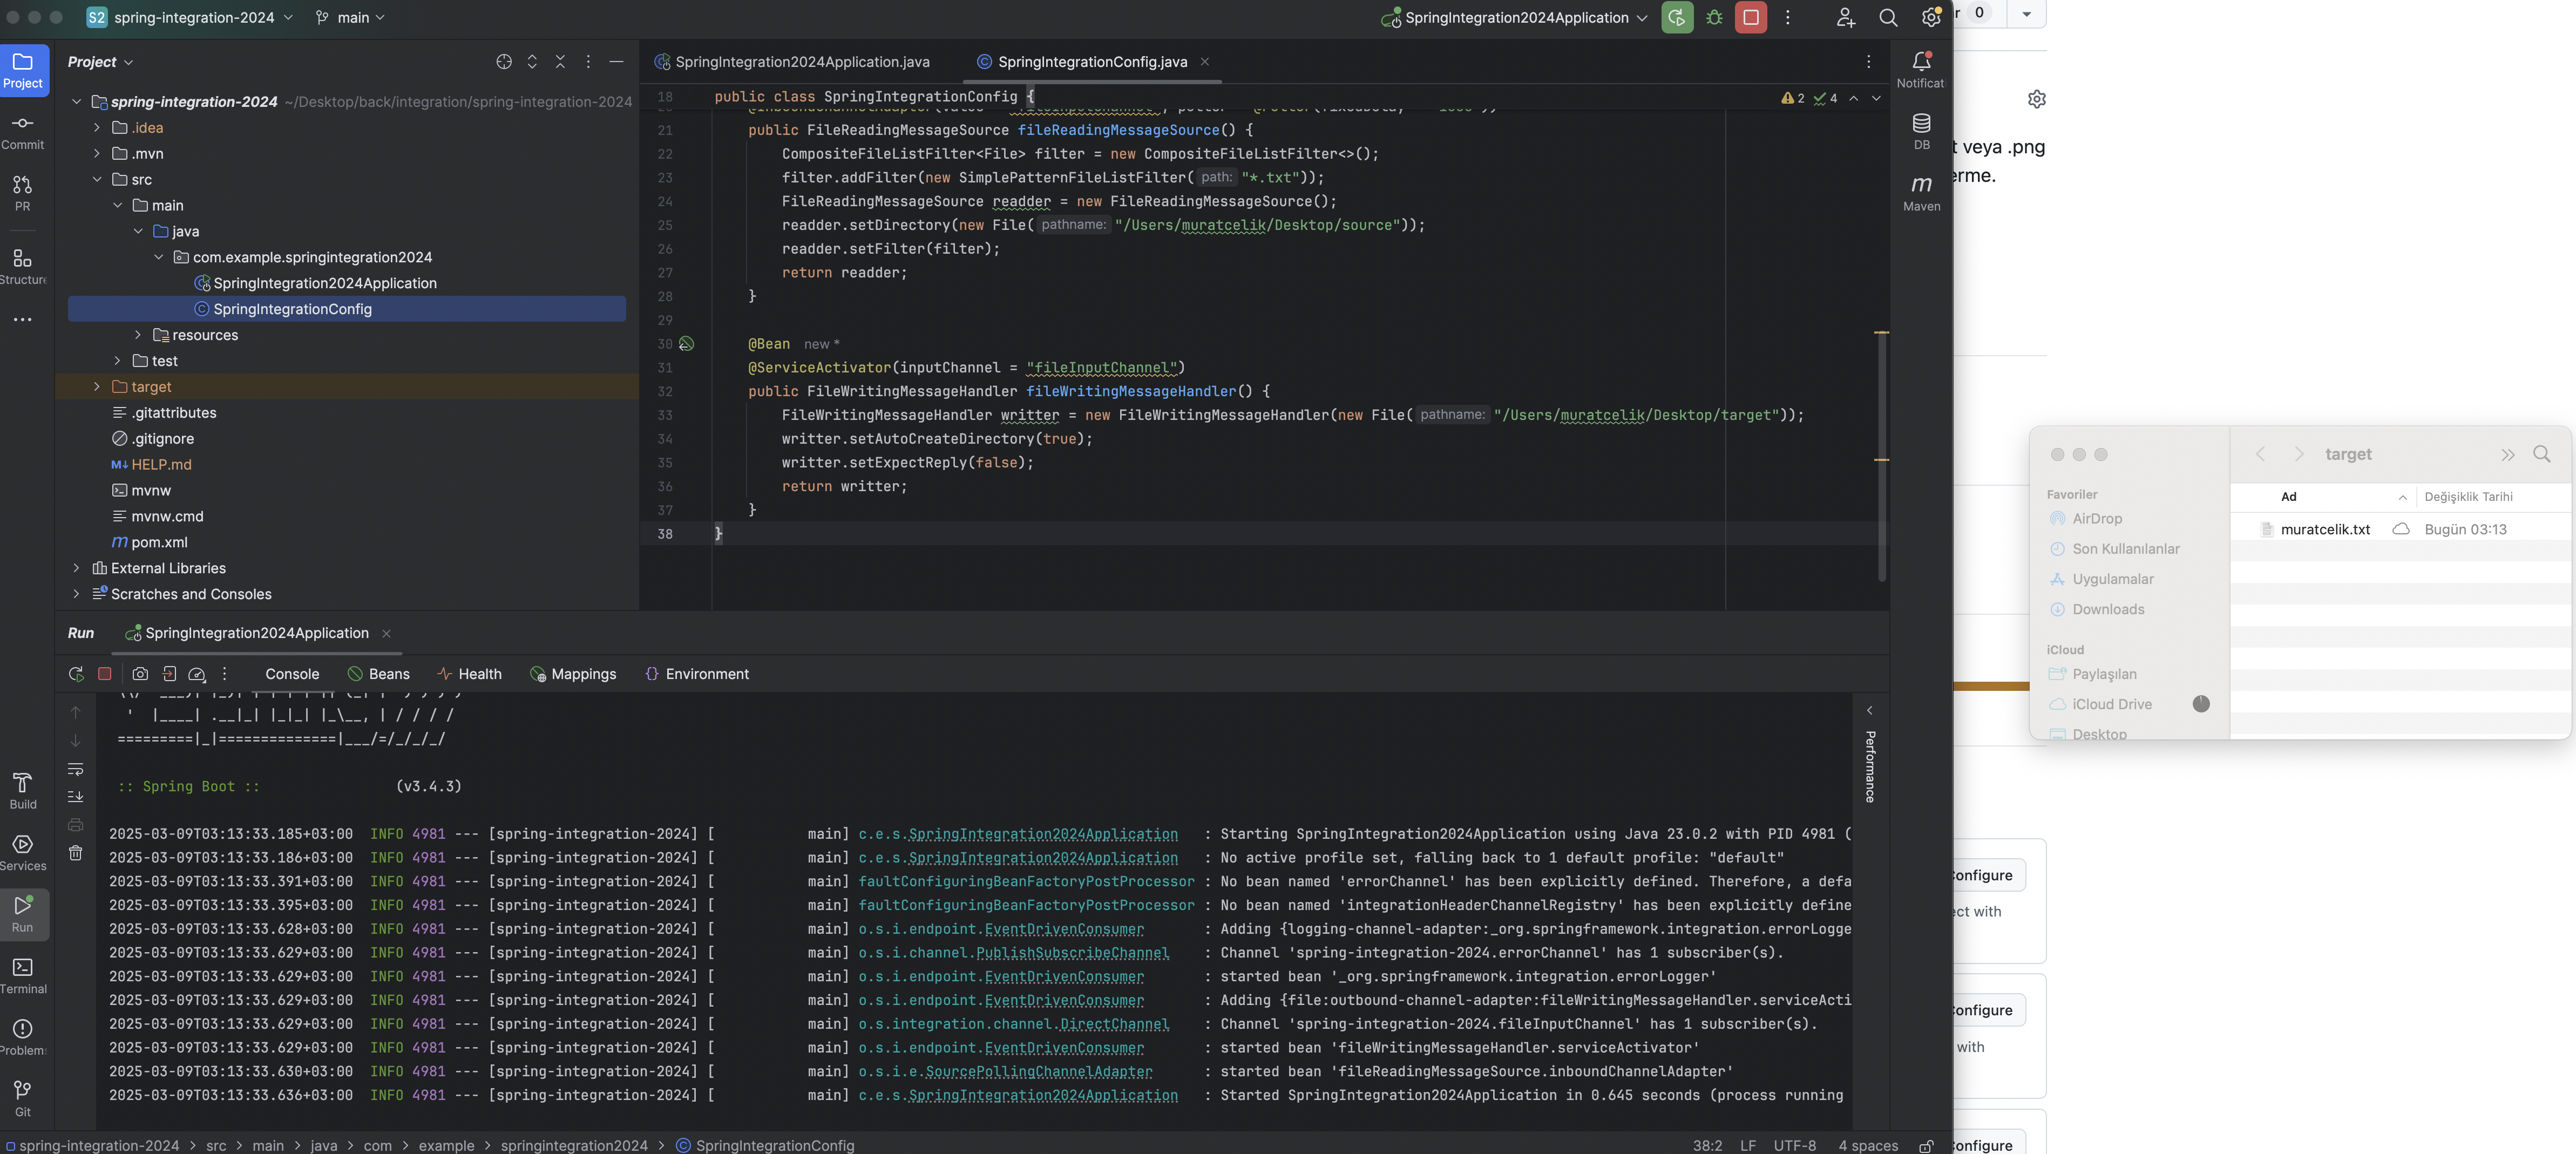 S2 spring-integration-2024
main
SpringIntegration2024Application
Project
Commit
PR
Structure
Project
spring-integration-2024 ~/Desktop/back/integration/spring-integration-2024
.idea
.mvn
src
main
java
com.example.springintegration2024
SpringIntegration2024Application
SpringIntegrationConfig
resources
test
target
.gitattributes
.gitignore
M↓ HELP.md
mvnw
mvnw.cmd
m pom.xml
External Libraries
Scratches and Consoles
SpringIntegration2024Application.java
SpringIntegrationConfig.java
2 4
18 public class SpringIntegrationConfig {
21 public FileReadingMessageSource fileReadingMessageSource() {
22 CompositeFileListFilter<File> filter = new CompositeFileListFilter<>();
23 filter.addFilter(new SimplePatternFileListFilter( path: "*.txt"));
24 FileReadingMessageSource readder = new FileReadingMessageSource();
25 readder.setDirectory(new File( pathname: "/Users/muratcelik/Desktop/source"));
26 readder.setFilter(filter);
27 return readder;
28 }
29
30 @Bean new *
31 @ServiceActivator(inputChannel = "fileInputChannel")
32 public FileWritingMessageHandler fileWritingMessageHandler() {
33 FileWritingMessageHandler writter = new FileWritingMessageHandler(new File( pathname: "/Users/muratcelik/Desktop/target"));
34 writter.setAutoCreateDirectory(true);
35 writter.setExpectReply(false);
36 return writter;
37 }
38 }
Notificat
DB
m
Maven
Run SpringIntegration2024Application
Console Beans Health Mappings Environment
' |____| .__|_| |_|_| |_\__, | / / / /
=========|_|==============|___/=/_/_/_/
:: Spring Boot :: (v3.4.3)
2025-03-09T03:13:33.185+03:00 INFO 4981 --- [spring-integration-2024] [ main] c.e.s.SpringIntegration2024Application : Starting SpringIntegration2024Application using Java 23.0.2 with PID 4981 (
2025-03-09T03:13:33.186+03:00 INFO 4981 --- [spring-integration-2024] [ main] c.e.s.SpringIntegration2024Application : No active profile set, falling back to 1 default profile: "default"
2025-03-09T03:13:33.391+03:00 INFO 4981 --- [spring-integration-2024] [ main] faultConfiguringBeanFactoryPostProcessor : No bean named 'errorChannel' has been explicitly defined. Therefore, a defa
2025-03-09T03:13:33.395+03:00 INFO 4981 --- [spring-integration-2024] [ main] faultConfiguringBeanFactoryPostProcessor : No bean named 'integrationHeaderChannelRegistry' has been explicitly define
2025-03-09T03:13:33.628+03:00 INFO 4981 --- [spring-integration-2024] [ main] o.s.i.endpoint.EventDrivenConsumer : Adding {logging-channel-adapter:_org.springframework.integration.errorLogge
2025-03-09T03:13:33.629+03:00 INFO 4981 --- [spring-integration-2024] [ main] o.s.i.channel.PublishSubscribeChannel : Channel 'spring-integration-2024.errorChannel' has 1 subscriber(s).
2025-03-09T03:13:33.629+03:00 INFO 4981 --- [spring-integration-2024] [ main] o.s.i.endpoint.EventDrivenConsumer : started bean '_org.springframework.integration.errorLogger'
2025-03-09T03:13:33.629+03:00 INFO 4981 --- [spring-integration-2024] [ main] o.s.i.endpoint.EventDrivenConsumer : Adding {file:outbound-channel-adapter:fileWritingMessageHandler.serviceActi
2025-03-09T03:13:33.629+03:00 INFO 4981 --- [spring-integration-2024] [ main] o.s.integration.channel.DirectChannel : Channel 'spring-integration-2024.fileInputChannel' has 1 subscriber(s).
2025-03-09T03:13:33.629+03:00 INFO 4981 --- [spring-integration-2024] [ main] o.s.i.endpoint.EventDrivenConsumer : started bean 'fileWritingMessageHandler.serviceActivator'
2025-03-09T03:13:33.630+03:00 INFO 4981 --- [spring-integration-2024] [ main] o.s.i.e.SourcePollingChannelAdapter : started bean 'fileReadingMessageSource.inboundChannelAdapter'
2025-03-09T03:13:33.636+03:00 INFO 4981 --- [spring-integration-2024] [ main] c.e.s.SpringIntegration2024Application : Started SpringIntegration2024Application in 0.645 seconds (process running
Performance
Build
Services
Run
Terminal
Problems
Git
spring-integration-2024 > src > main > java > com > example > springintegration2024 > SpringIntegrationConfig
38:2 LF UTF-8 4 spaces
r 0
t veya .png
erme.
target
Favoriler
AirDrop
Son Kullanılanlar
Uygulamalar
Downloads
iCloud
Paylaşılan
iCloud Drive
Desktop
Ad Değişiklik Tarihi
muratcelik.txt Bugün 03:13
Configure
ect with
Configure
with
Configure